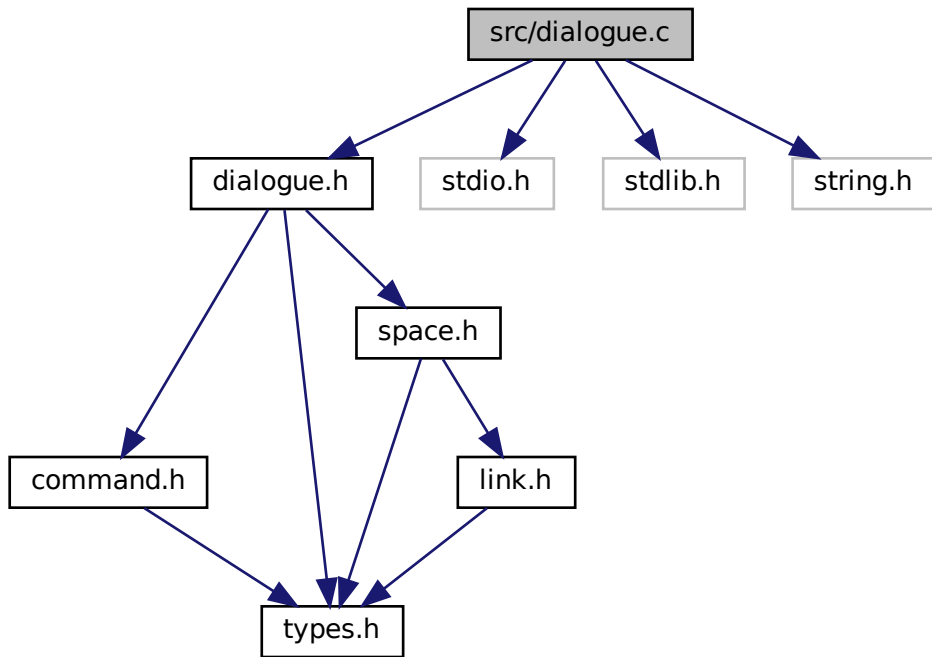 src/dialogue.c
dialogue.h
stdio.h
stdlib.h
string.h
space.h
command.h
link.h
types.h